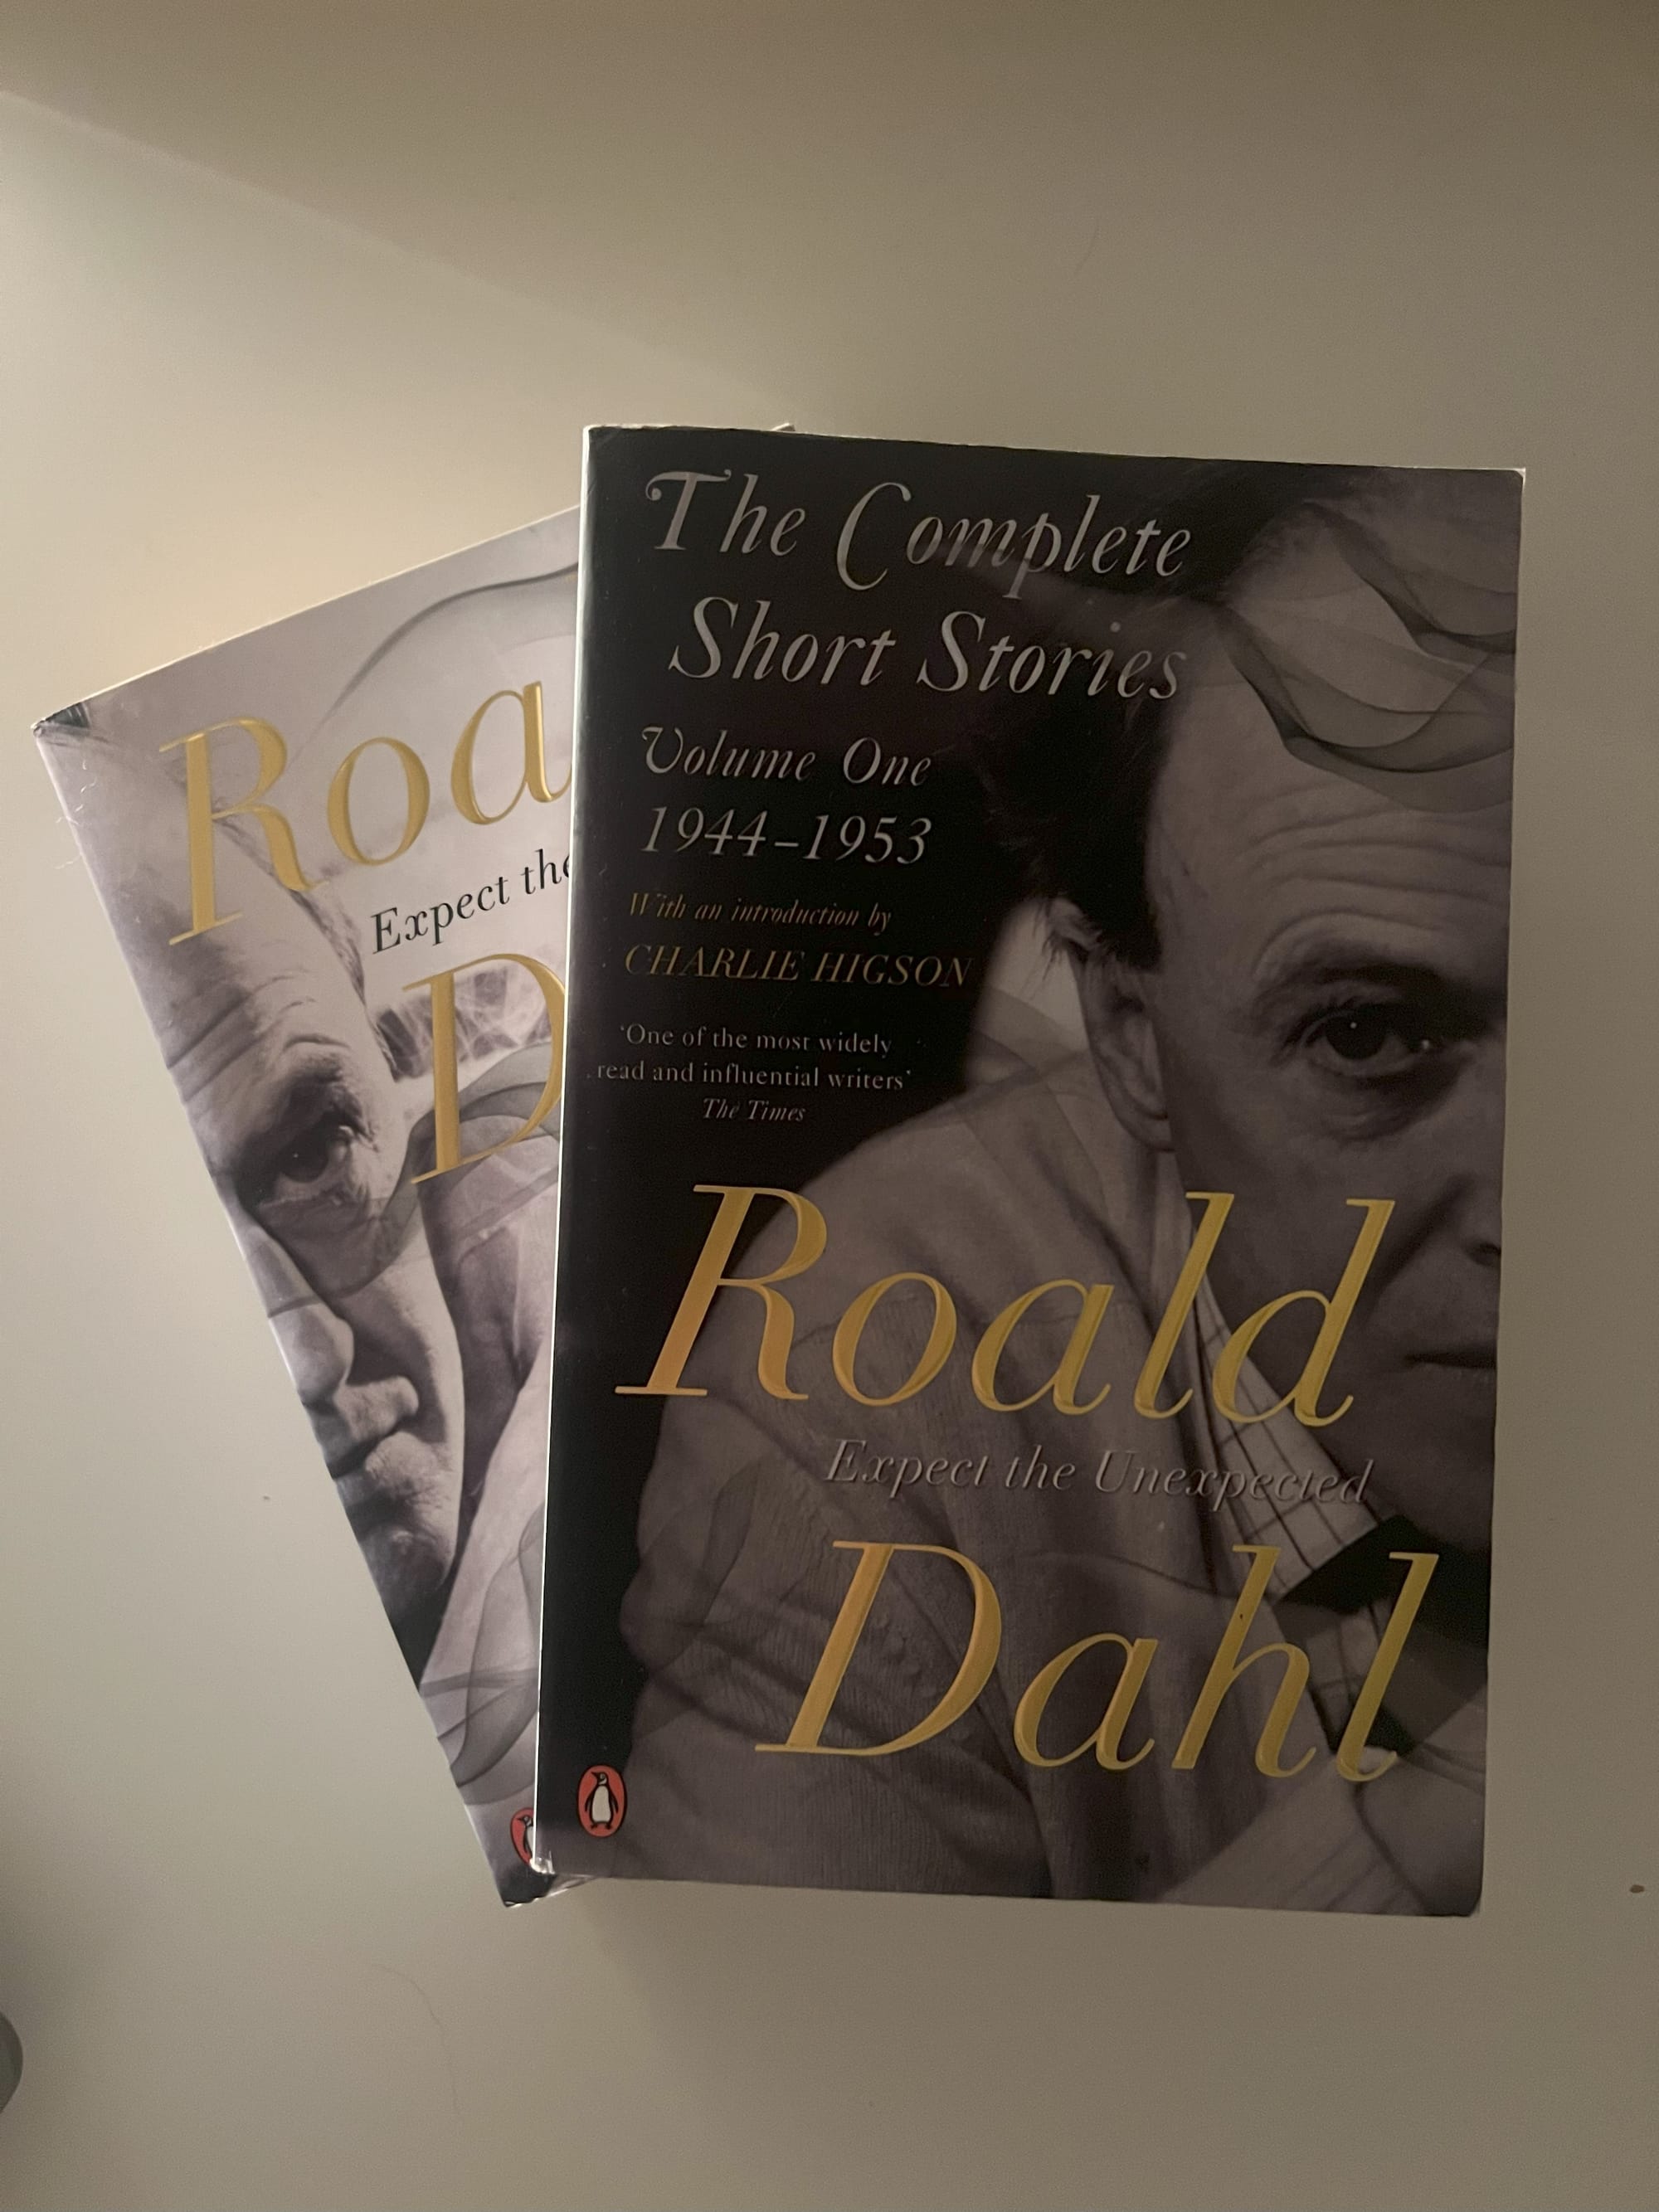 The Complete
Short Stories
Volume One
1944–1953
With an introduction by
CHARLIE HIGSON
‘One of the most widely
read and influential writers’
The Times
Roald
Expect the Unexpected
Dahl
Roa
Expect the
D